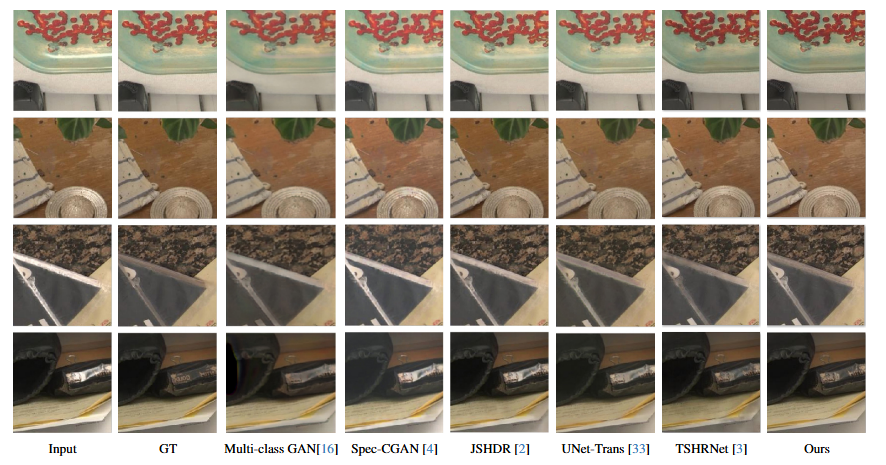 Input GT Multi-class GAN[16] Spec-CGAN [4] JSHDR [2] UNet-Trans [33] TSHRNet [3] Ours